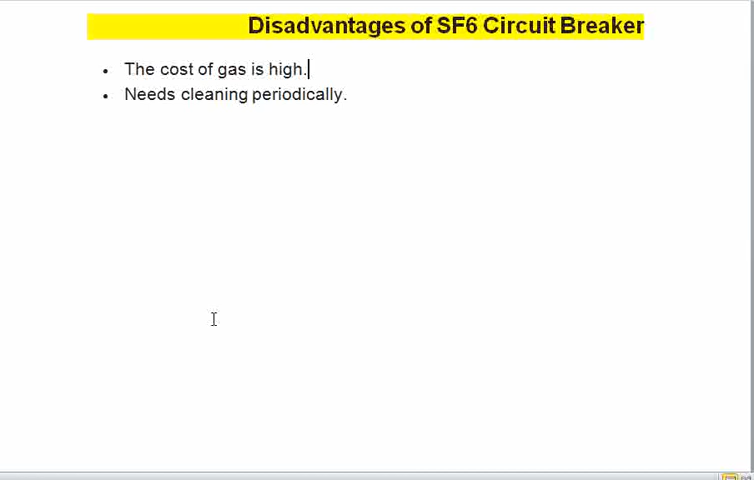 Disadvantages of SF6 Circuit Breaker
• The cost of gas is high.
• Needs cleaning periodically.